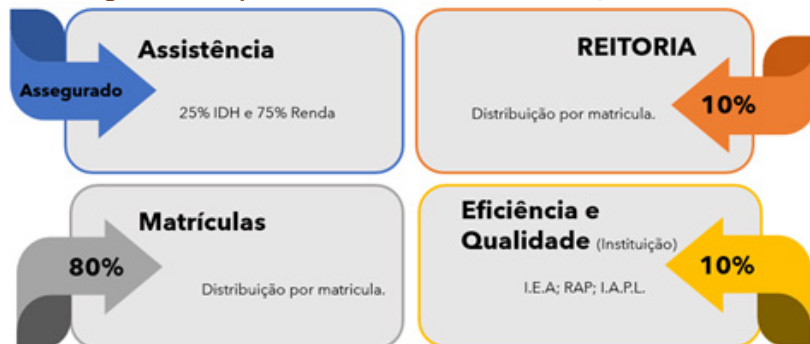 Assistência
Assegurado
25% IDH e 75% Renda
REITORIA
10%
Distribuição por matricula.
Matrículas
80%
Distribuição por matricula.
Eficiência e
Qualidade (Instituição)
10%
I.E.A; RAP; I.A.P.L.